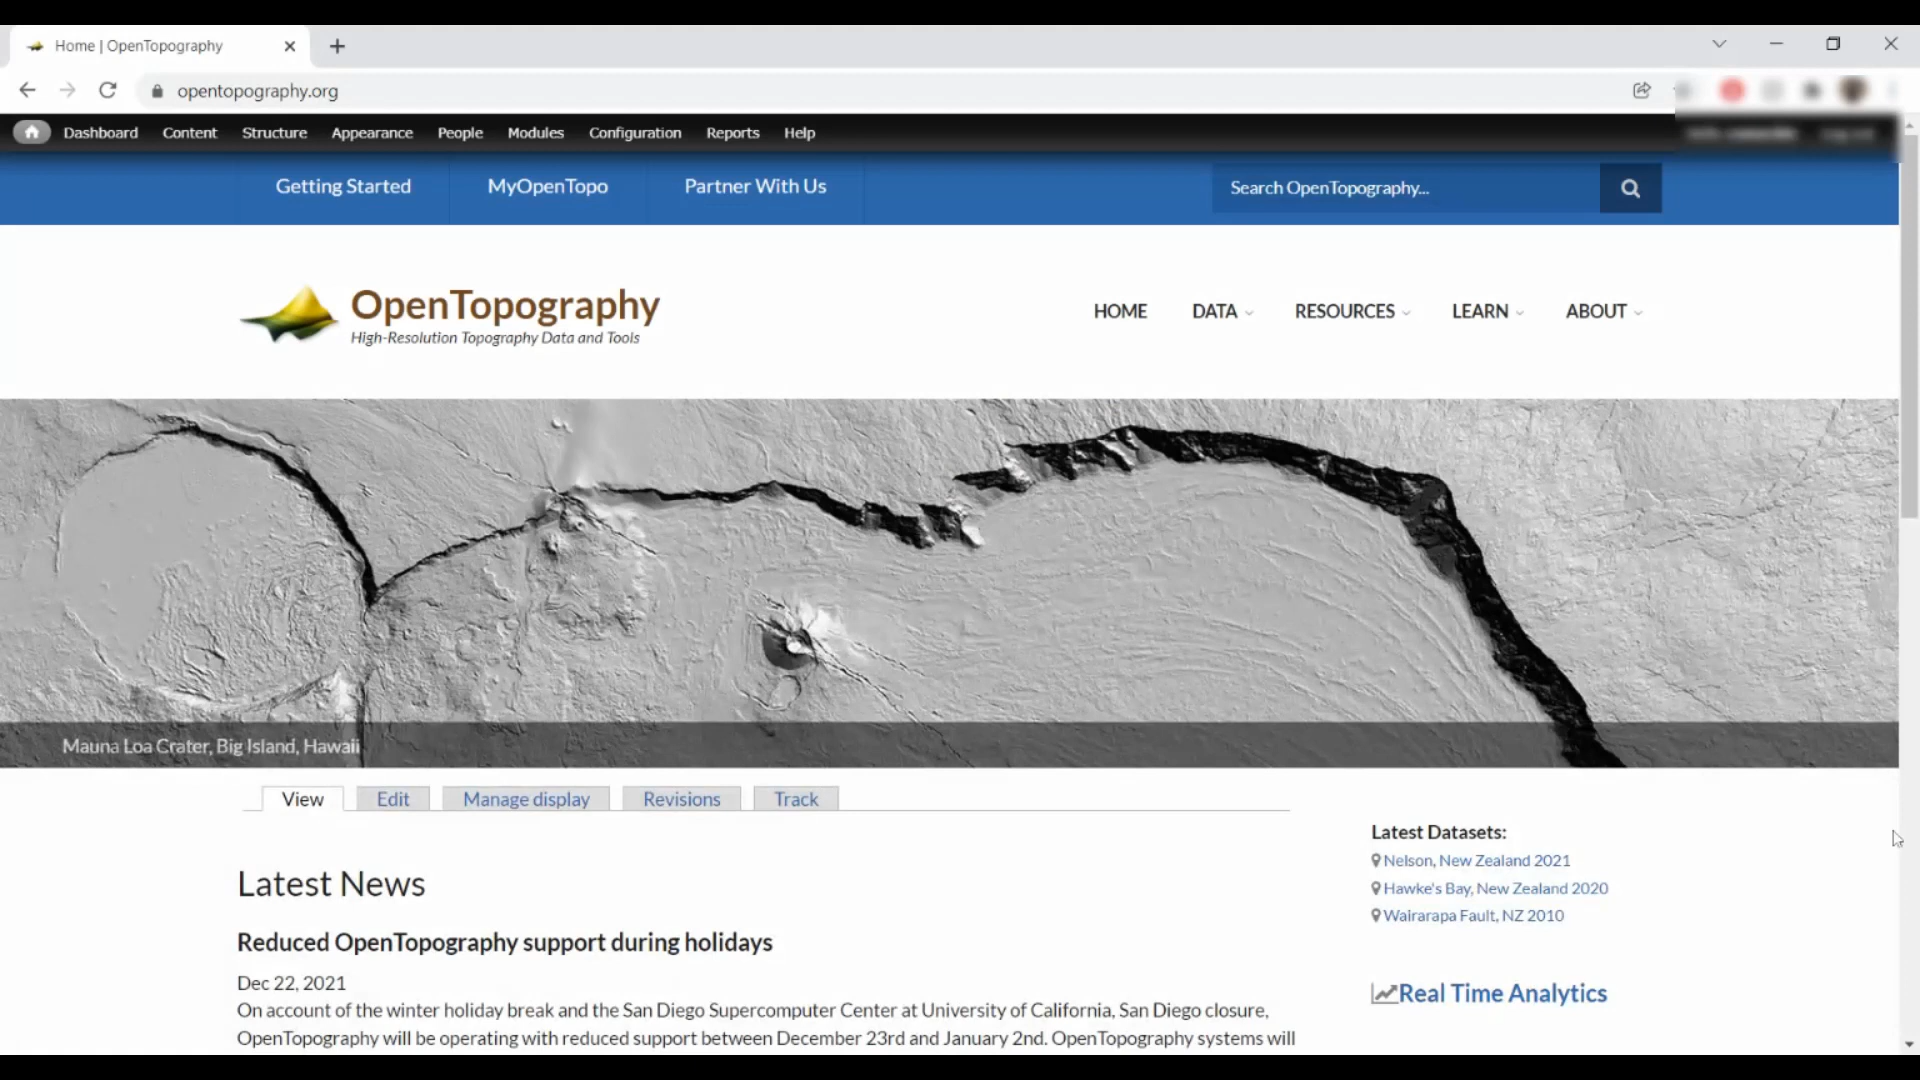 Home | OpenTopography
opentopography.org
Dashboard Content Structure Appearance People Modules Configuration Reports Help
Getting Started MyOpenTopo Partner With Us Search OpenTopography...
OpenTopography
High-Resolution Topography Data and Tools
HOME DATA RESOURCES LEARN ABOUT
Mauna Loa Crater, Big Island, Hawaii
View Edit Manage display Revisions Track
Latest News
Reduced OpenTopography support during holidays
Dec 22, 2021
On account of the winter holiday break and the San Diego Supercomputer Center at University of California, San Diego closure,
OpenTopography will be operating with reduced support between December 23rd and January 2nd. OpenTopography systems will
Latest Datasets:
Nelson, New Zealand 2021
Hawke's Bay, New Zealand 2020
Wairarapa Fault, NZ 2010
Real Time Analytics